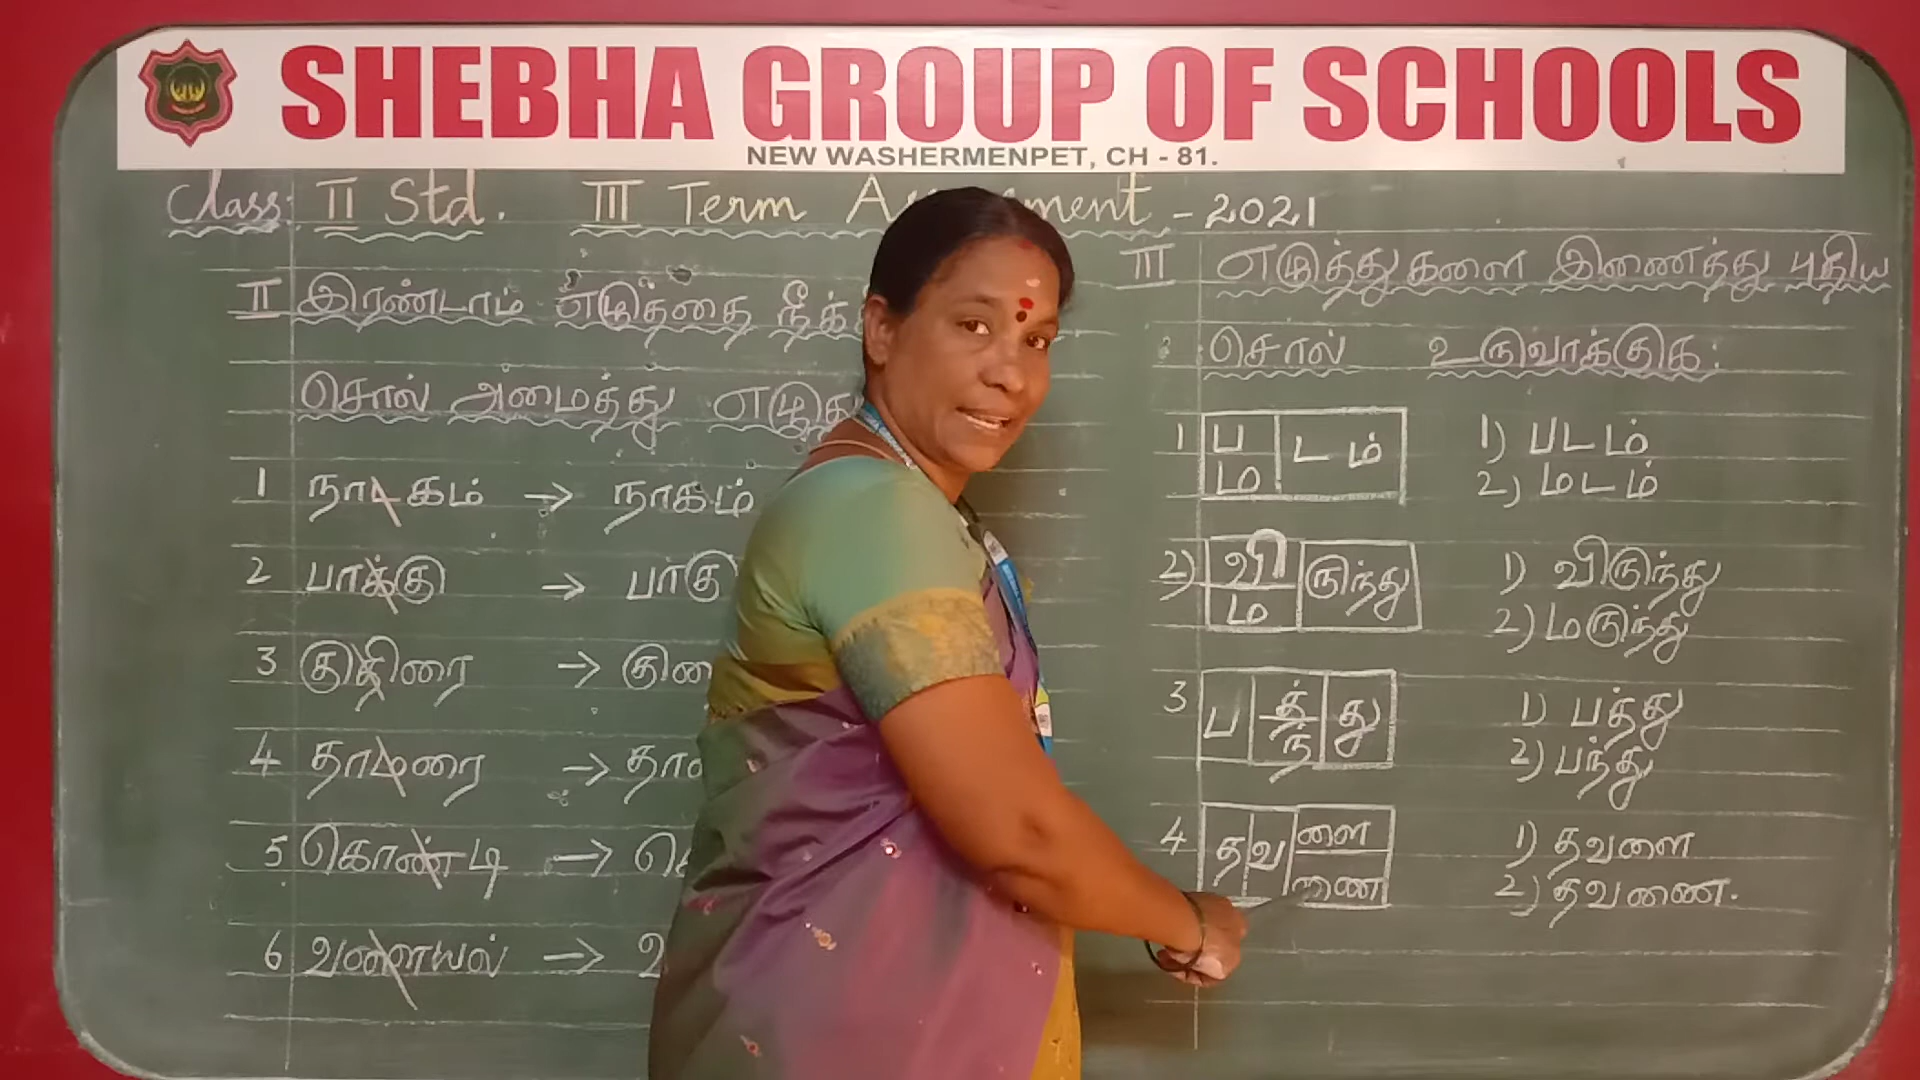 SHEBHA GROUP OF SCHOOLS
NEW WASHERMENPET, CH - 81.
Class: II Std. III Term - 2021
II இரண்டாம் எழுத்தை
சொல் அமைத்து
1 நாடகம் → நாகம்
2 பாக்கு → பாகு
3 குதிரை →
4 தாமரை →
5 கொண்டி →
6 வளையல் →
III எழுத்துகளை இணைத்து புதிய
சொல் உருவாக்குக:
1 ப டம் 1) படம்
ம 2) மடம்
2) வி ருந்து 1) விருந்து
ம 2) மருந்து
3 ப த் து 1) பத்து
ந் 2) பந்து
4 த வ ளை 1) தவளை
ணை 2) தவணை.